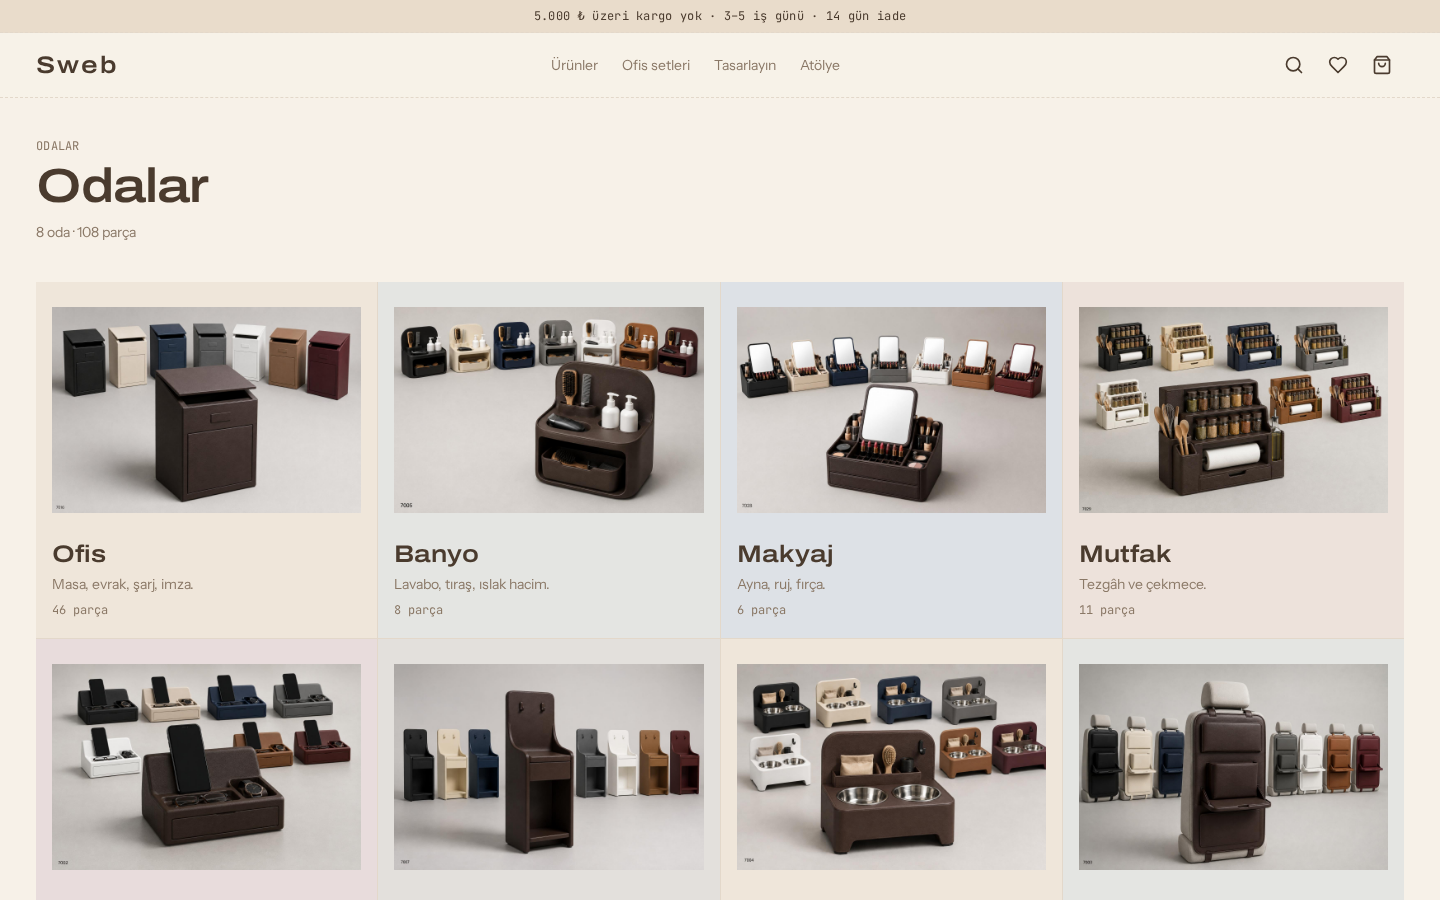 5.000 ₺ üzeri kargo yok · 3–5 iş günü · 14 gün iade
Sweb
Ürünler
Ofis setleri
Tasarlayın
Atölye
ODALAR
Odalar
8 oda · 108 parça
Ofis
Masa, evrak, şarj, imza.
46 parça
Banyo
Lavabo, tıraş, ıslak hacim.
8 parça
Makyaj
Ayna, ruj, fırça.
6 parça
Mutfak
Tezgâh ve çekmece.
11 parça